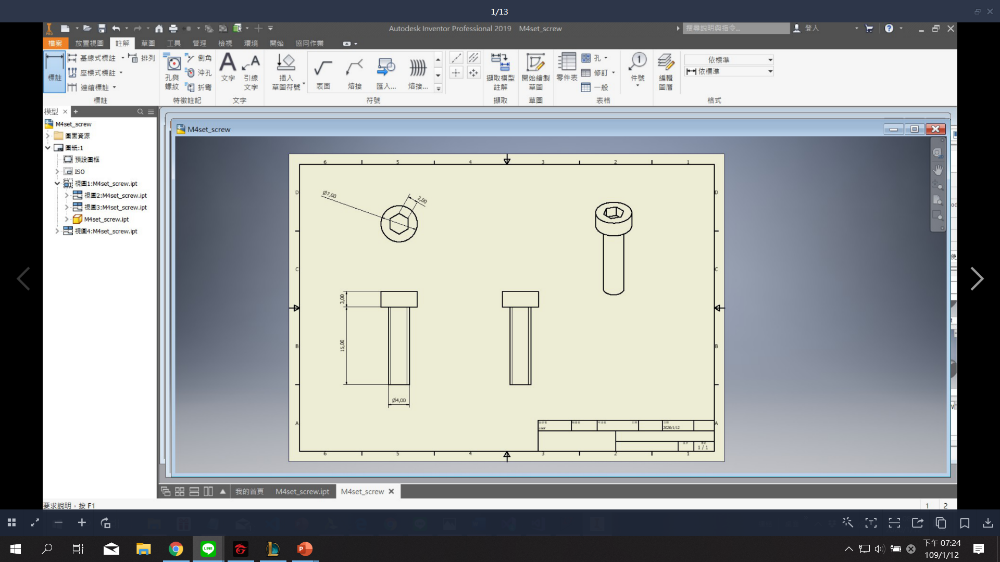 1/13
PRO
Autodesk Inventor Professional 2019 M4set_screw
搜尋說明與指令...
登入
檔案 放置視圖 註解 草圖 工具 管理 檢視 環境 開始 協同作業
標註
基線式標註
排列
座標式標註
連續標註
標註
孔與
螺紋
倒角
沖孔
折彎
特徵註記
文字
引線
文字
文字
插入
草圖符號
表面
熔接
匯入...
熔接...
符號
擷取模型
註解
擷取
開始繪製
草圖
草圖
零件表
孔
修訂
一般
表格
件號
編輯
圖層
依標準
依標準
格式
模型
M4set_screw
圖面資源
圖紙:1
預設圖框
ISO
視圖1:M4set_screw.ipt
視圖2:M4set_screw.ipt
視圖3:M4set_screw.ipt
M4set_screw.ipt
視圖4:M4set_screw.ipt
M4set_screw
6 5 4 3 2 1
D D
Ø7,00
2,00
C C
3,00
15,00
B B
Ø4,00
A A
User
2020/1/12
1 / 1
6 5 4 3 2 1
我的首頁 M4set_screw.ipt M4set_screw
要求說明，按 F1
1 2
LINE
下午 07:24
109/1/12